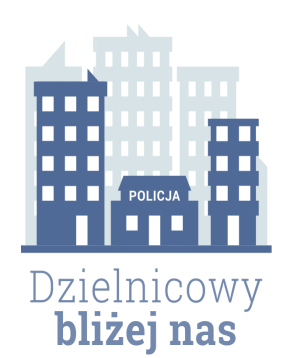 POLICJA
Dzielnicowy
bliżej nas